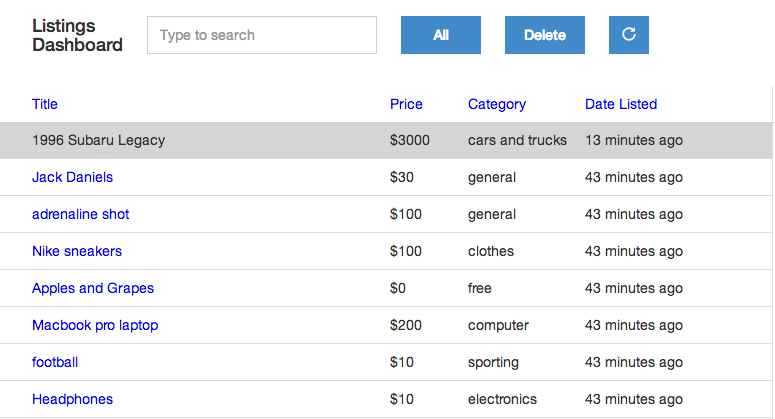 Listings
Dashboard
Type to search
All
Delete
Title Price Category Date Listed
1996 Subaru Legacy $3000 cars and trucks 13 minutes ago
Jack Daniels $30 general 43 minutes ago
adrenaline shot $100 general 43 minutes ago
Nike sneakers $100 clothes 43 minutes ago
Apples and Grapes $0 free 43 minutes ago
Macbook pro laptop $200 computer 43 minutes ago
football $10 sporting 43 minutes ago
Headphones $10 electronics 43 minutes ago